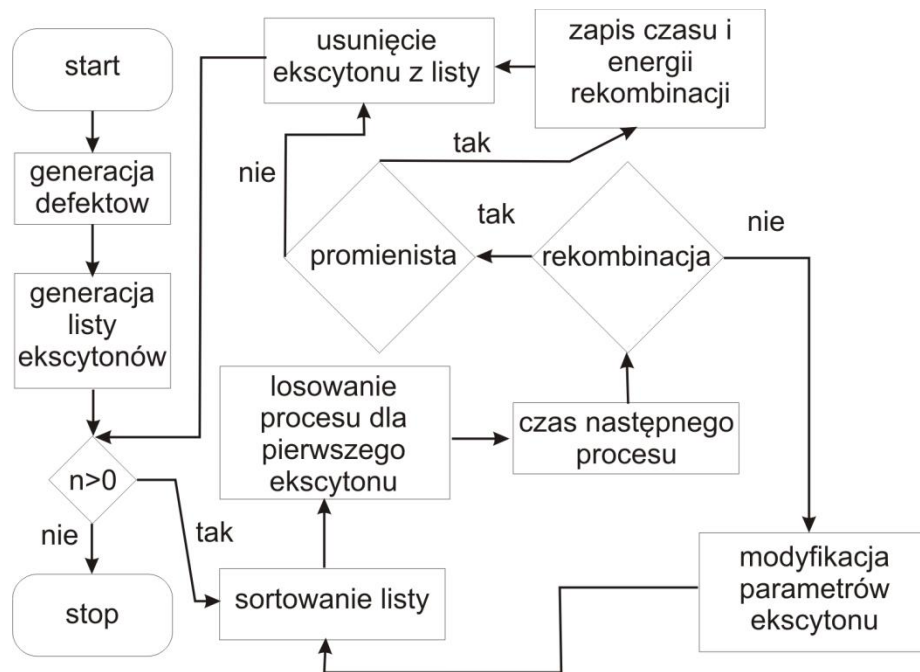 start
generacja
defektow
generacja
listy
ekscytonów
n>0
nie
stop
tak
sortowanie listy
losowanie
procesu dla
pierwszego
ekscytonu
czas następnego
procesu
rekombinacja
tak
nie
promienista
nie
tak
zapis czasu i
energii
rekombinacji
usunięcie
ekscytonu z listy
modyfikacja
parametrów
ekscytonu